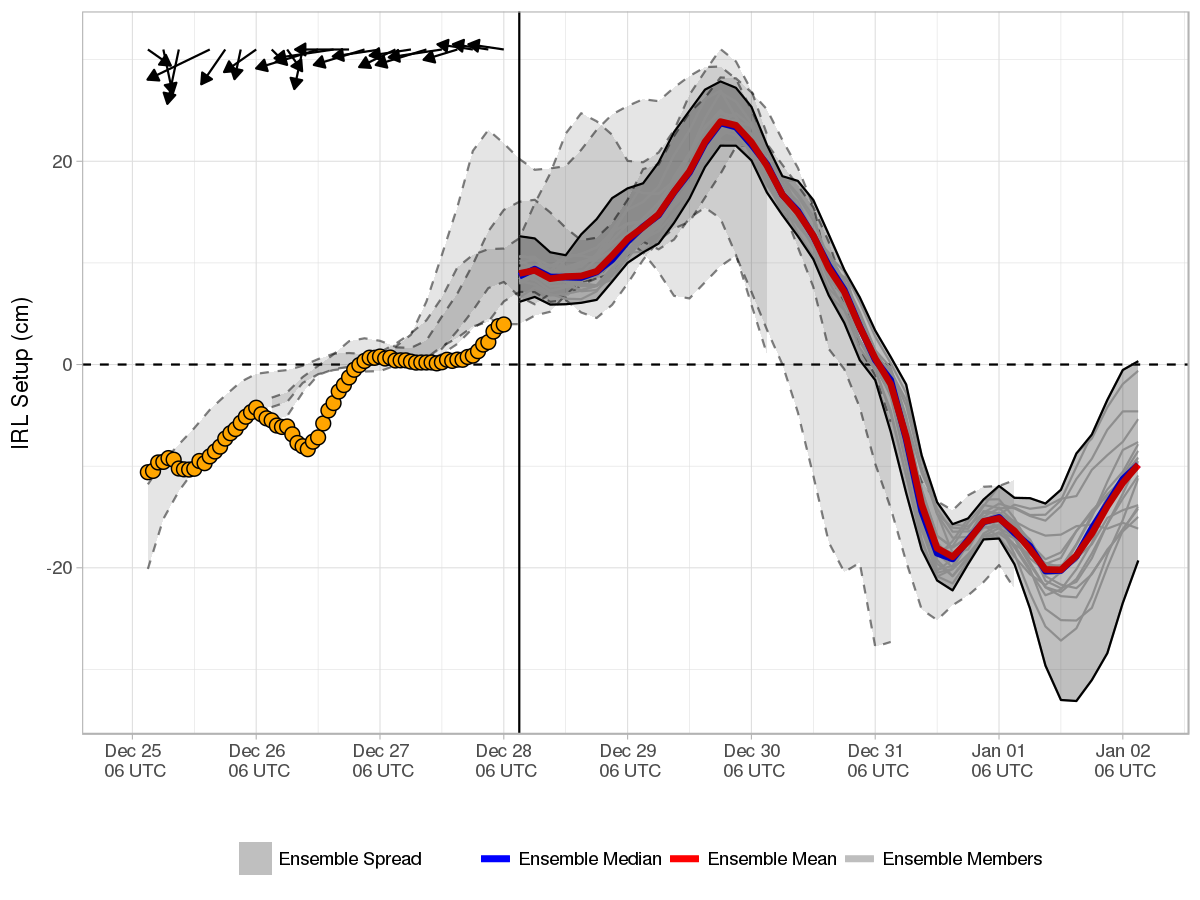 IRL Setup (cm)
20
0
-20
Dec 25
06 UTC
Dec 26
06 UTC
Dec 27
06 UTC
Dec 28
06 UTC
Dec 29
06 UTC
Dec 30
06 UTC
Dec 31
06 UTC
Jan 01
06 UTC
Jan 02
06 UTC
Ensemble Spread
Ensemble Median
Ensemble Mean
Ensemble Members